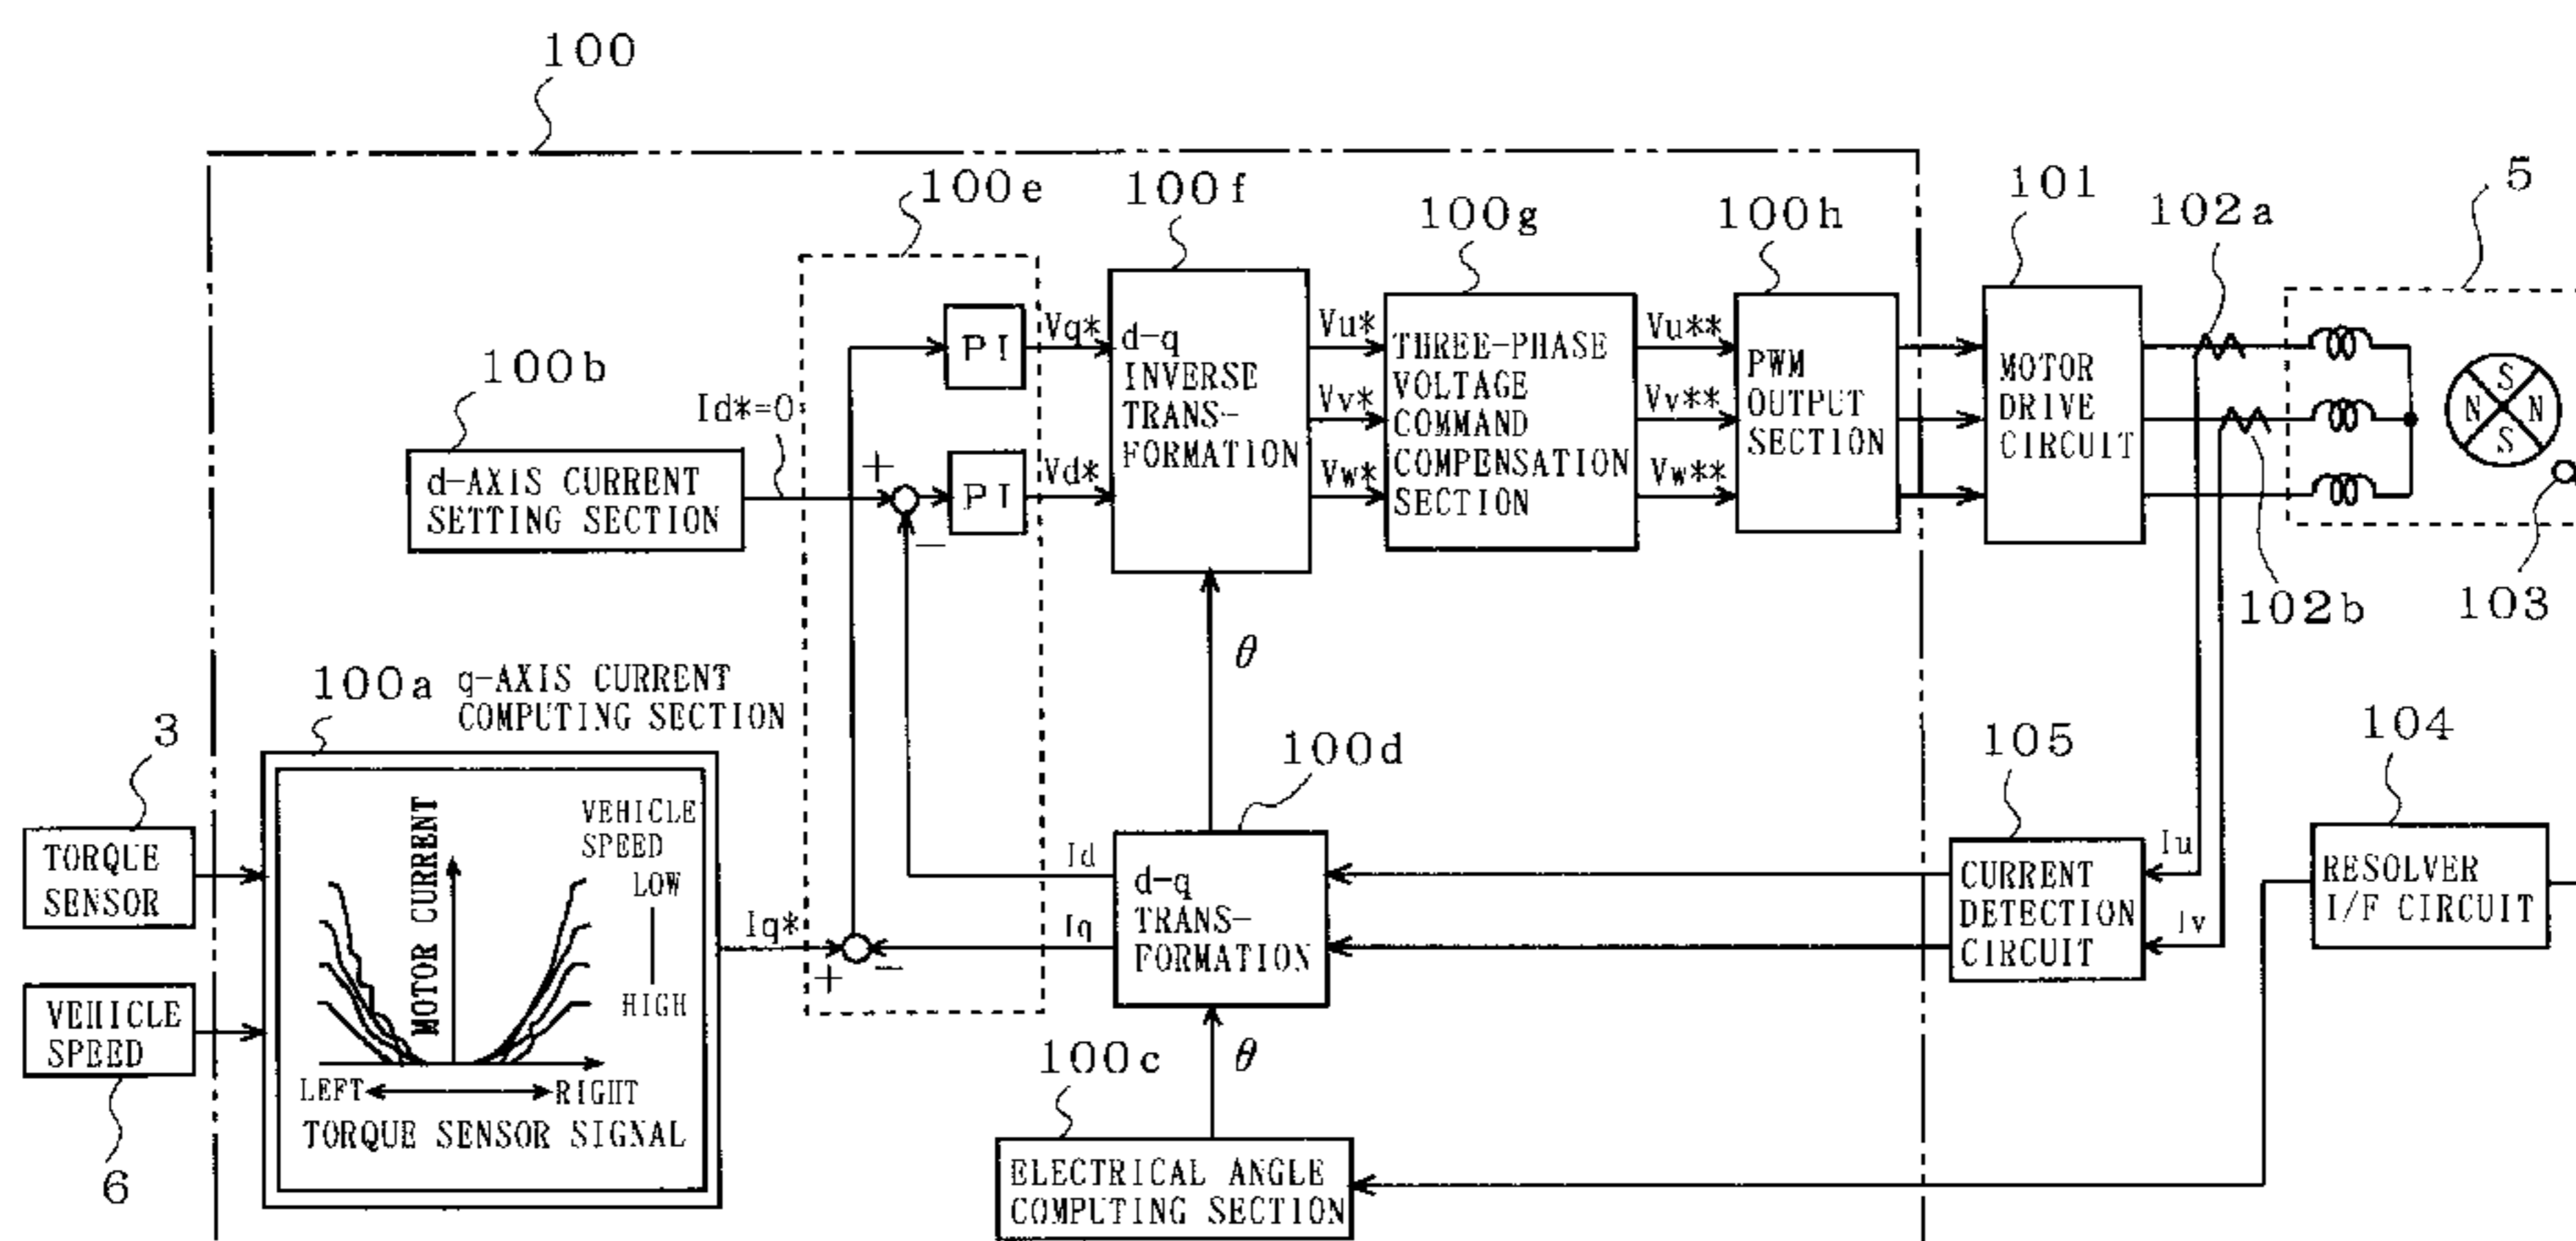 100
100e
100f
100g
100h
101
102a
5
100b
Id*=0
d-AXIS CURRENT
SETTING SECTION
+
−
PI
PI
Vq*
Vd*
d-q
INVERSE
TRANS-
FORMATION
Vu*
Vv*
Vw*
THREE-PHASE
VOLTAGE
COMMAND
COMPENSATION
SECTION
Vu**
Vv**
Vw**
PWM
OUTPUT
SECTION
MOTOR
DRIVE
CIRCUIT
S
N N
S
102b
103
θ
100a
q-AXIS CURRENT
COMPUTING SECTION
3
TORQUE
SENSOR
VEHICLE
SPEED
6
MOTOR CURRENT
VEHICLE
SPEED
LOW
HIGH
LEFT
RIGHT
TORQUE SENSOR SIGNAL
Iq*
+
−
Id
Iq
100d
d-q
TRANS-
FORMATION
θ
100c
ELECTRICAL ANGLE
COMPUTING SECTION
105
CURRENT
DETECTION
CIRCUIT
Iu
Iv
104
RESOLVER
I/F CIRCUIT